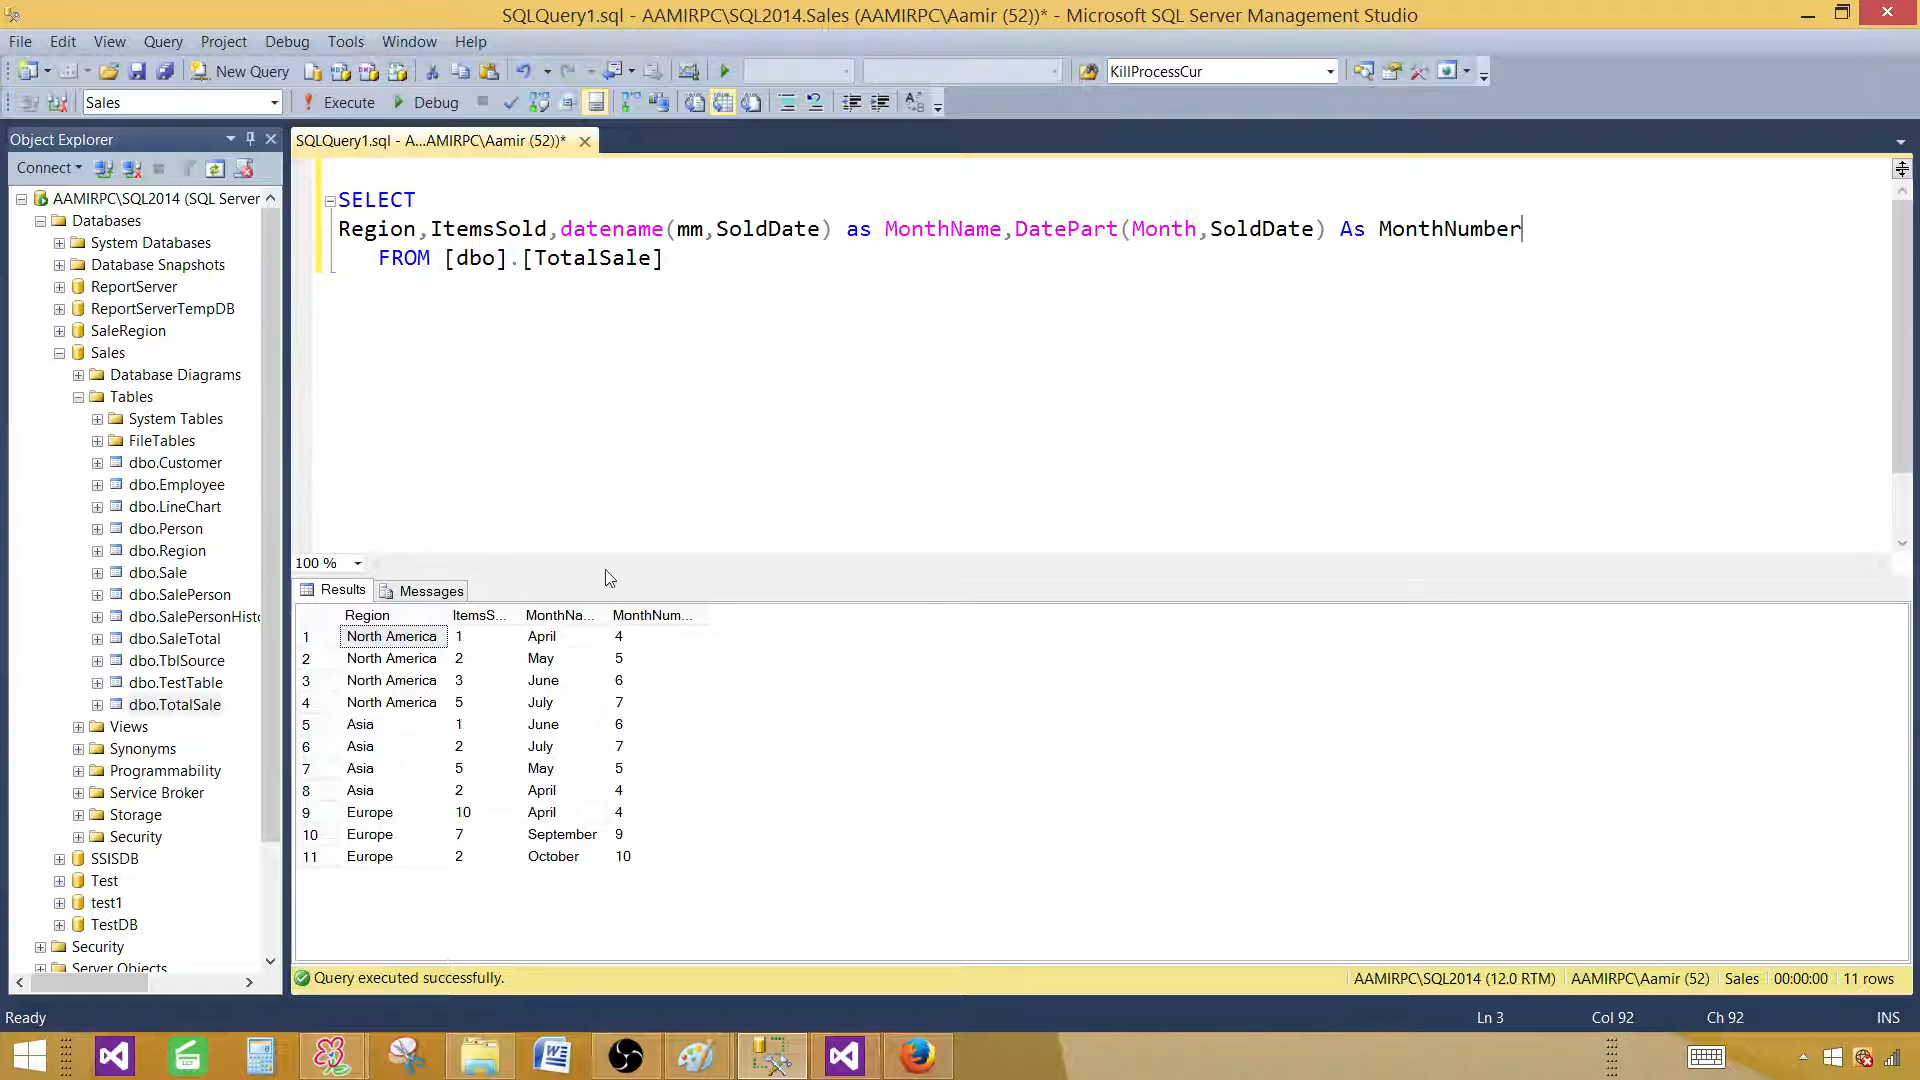 SQLQuery1.sql - AAMIRPC\SQL2014.Sales (AAMIRPC\Aamir (52))* - Microsoft SQL Server Management Studio
File Edit View Query Project Debug Tools Window Help
New Query KillProcessCur
Sales Execute Debug
Object Explorer
SQLQuery1.sql - A...AMIRPC\Aamir (52))*
Connect
AAMIRPC\SQL2014 (SQL Server
Databases
System Databases
Database Snapshots
ReportServer
ReportServerTempDB
SaleRegion
Sales
Database Diagrams
Tables
System Tables
FileTables
dbo.Customer
dbo.Employee
dbo.LineChart
dbo.Person
dbo.Region
dbo.Sale
dbo.SalePerson
dbo.SalePersonHisto
dbo.SaleTotal
dbo.TblSource
dbo.TestTable
dbo.TotalSale
Views
Synonyms
Programmability
Service Broker
Storage
Security
SSISDB
Test
test1
TestDB
Security
Server Objects
SELECT
Region,ItemsSold,datename(mm,SoldDate) as MonthName,DatePart(Month,SoldDate) As MonthNumber
FROM [dbo].[TotalSale]
100 %
Results Messages
Region ItemsS... MonthNa... MonthNum...
1 North America 1 April 4
2 North America 2 May 5
3 North America 3 June 6
4 North America 5 July 7
5 Asia 1 June 6
6 Asia 2 July 7
7 Asia 5 May 5
8 Asia 2 April 4
9 Europe 10 April 4
10 Europe 7 September 9
11 Europe 2 October 10
Query executed successfully. AAMIRPC\SQL2014 (12.0 RTM) AAMIRPC\Aamir (52) Sales 00:00:00 11 rows
Ready Ln 3 Col 92 Ch 92 INS